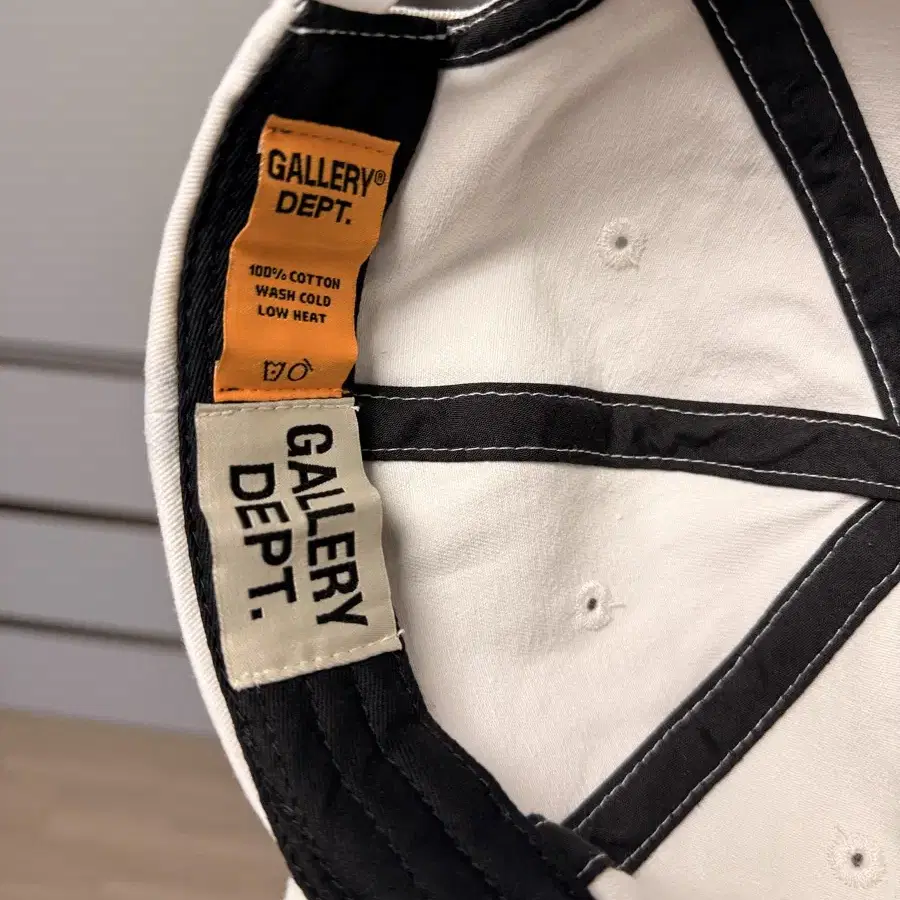 GALLERY®
DEPT.
100% COTTON
WASH COLD
LOW HEAT
GALLERY
DEPT.